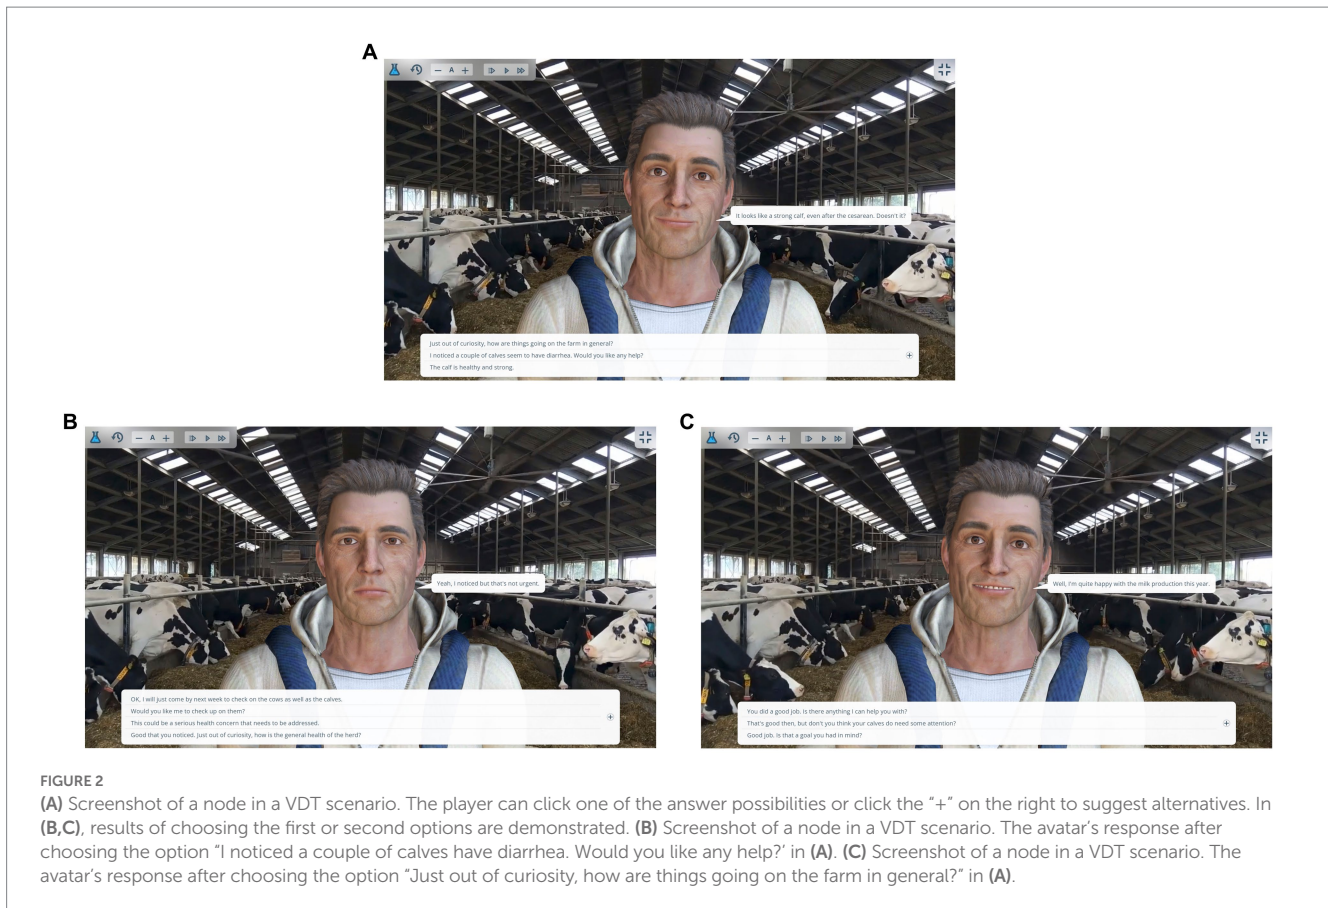 A
- A +
It looks like a strong calf, even after the cesarean. Doesn't it?
Just out of curiosity, how are things going on the farm in general?
I noticed a couple of calves seem to have diarrhea. Would you like any help?
The calf is healthy and strong.
B
- A +
Yeah, I noticed but that's not urgent.
OK, I will just come by next week to check on the cows as well as the calves.
Would you like me to check up on them?
This could be a serious health concern that needs to be addressed.
Good that you noticed. Just out of curiosity, how is the general health of the herd?
C
- A +
Well, I'm quite happy with the milk production this year.
You did a good job, is there anything I can help you with?
That's good then, but don't you think your calves do need some attention?
Good job, is that a goal you had in mind?
FIGURE 2
(A) Screenshot of a node in a VDT scenario. The player can click one of the answer possibilities or click the "+" on the right to suggest alternatives. In
(B,C), results of choosing the first or second options are demonstrated. (B) Screenshot of a node in a VDT scenario. The avatar's response after
choosing the option "I noticed a couple of calves have diarrhea. Would you like any help?' in (A). (C) Screenshot of a node in a VDT scenario. The
avatar's response after choosing the option "Just out of curiosity, how are things going on the farm in general?" in (A).